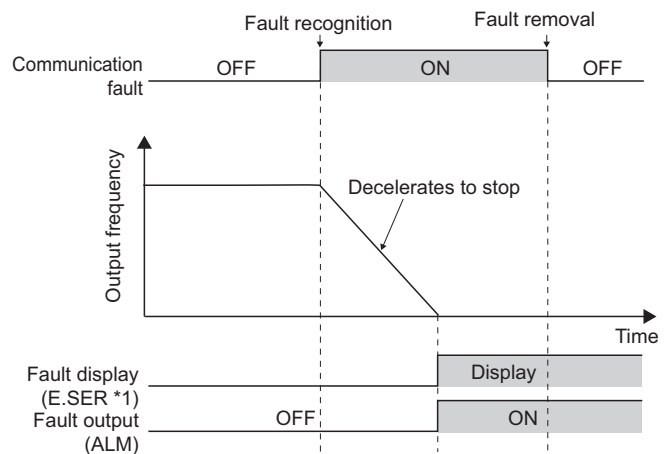 Fault recognition
Fault removal
Communication
fault
OFF
ON
OFF
Output frequency
Decelerates to stop
Time
Fault display
(E.SER *1)
Display
Fault output
(ALM)
OFF
ON